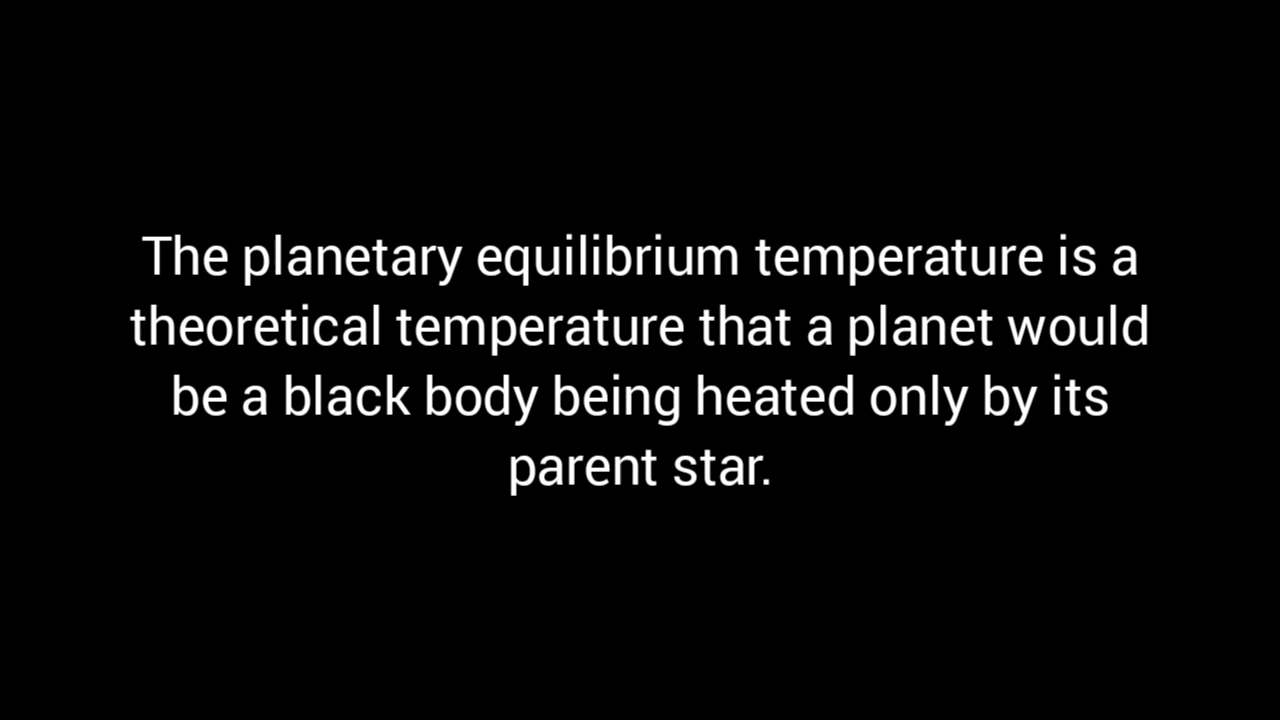 The planetary equilibrium temperature is a
theoretical temperature that a planet would
be a black body being heated only by its
parent star.